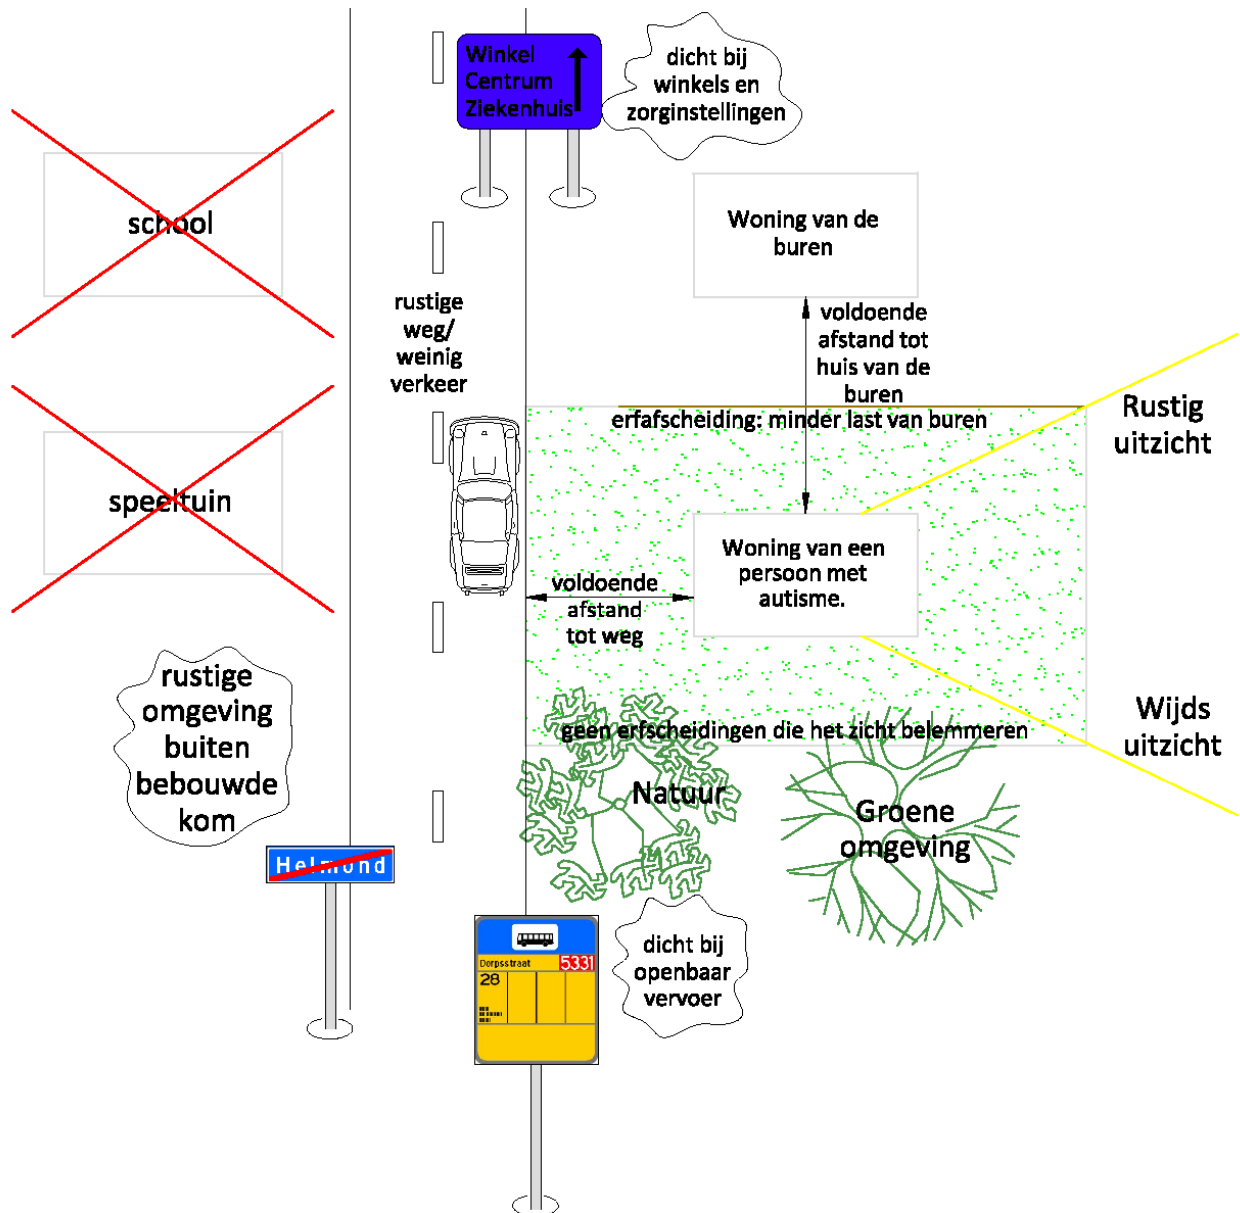 Winkel
Centrum
Ziekenhuis
dicht bij
winkels en
zorginstellingen
school
Woning van de
buren
rustige
weg/
weinig
verkeer
voldoende
afstand tot
huis van de
buren
erfafscheiding: minder last van buren
Rustig
uitzicht
speeltuin
Woning van een
persoon met
autisme.
voldoende
afstand
tot weg
rustige
omgeving
buiten
bebouwde
kom
geen erfscheidingen die het zicht belemmeren
Wijds
uitzicht
Natuur
Groene
omgeving
Helmond
Dorpsstraat
5331
28
dicht bij
openbaar
vervoer